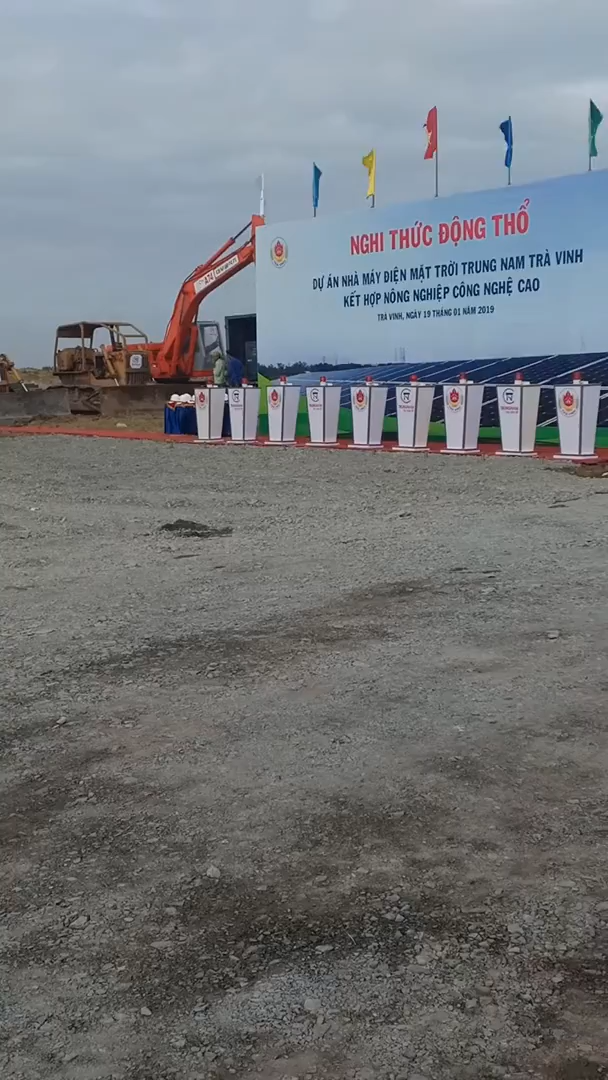 NGHI THỨC ĐỘNG THỔ
DỰ ÁN NHÀ MÁY ĐIỆN MẶT TRỜI TRUNG NAM TRÀ VINH
KẾT HỢP NÔNG NGHIỆP CÔNG NGHỆ CAO
TRÀ VINH, NGÀY 19 THÁNG 01 NĂM 2019